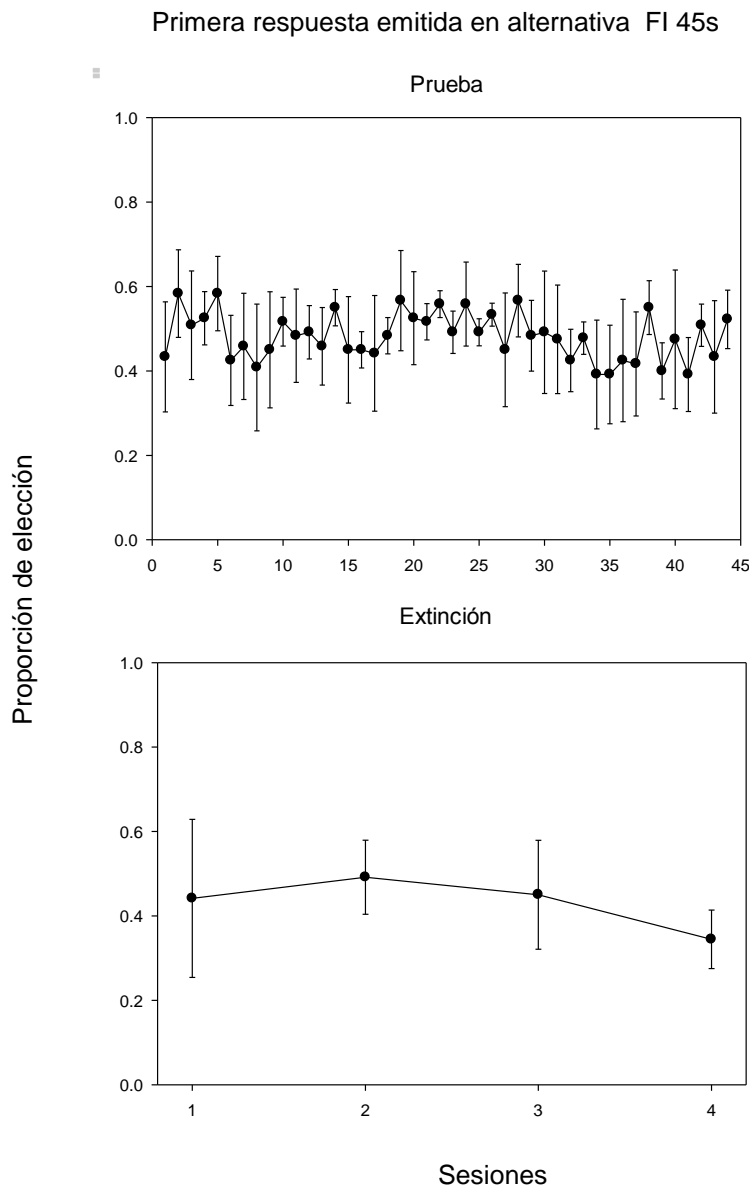 Primera respuesta emitida en alternativa FI 45s
Prueba
1.0
0.8
0.6
0.4
0.2
0.0
0 5 10 15 20 25 30 35 40 45
Extinción
1.0
0.8
0.6
0.4
0.2
0.0
1 2 3 4
Proporción de elección
Sesiones